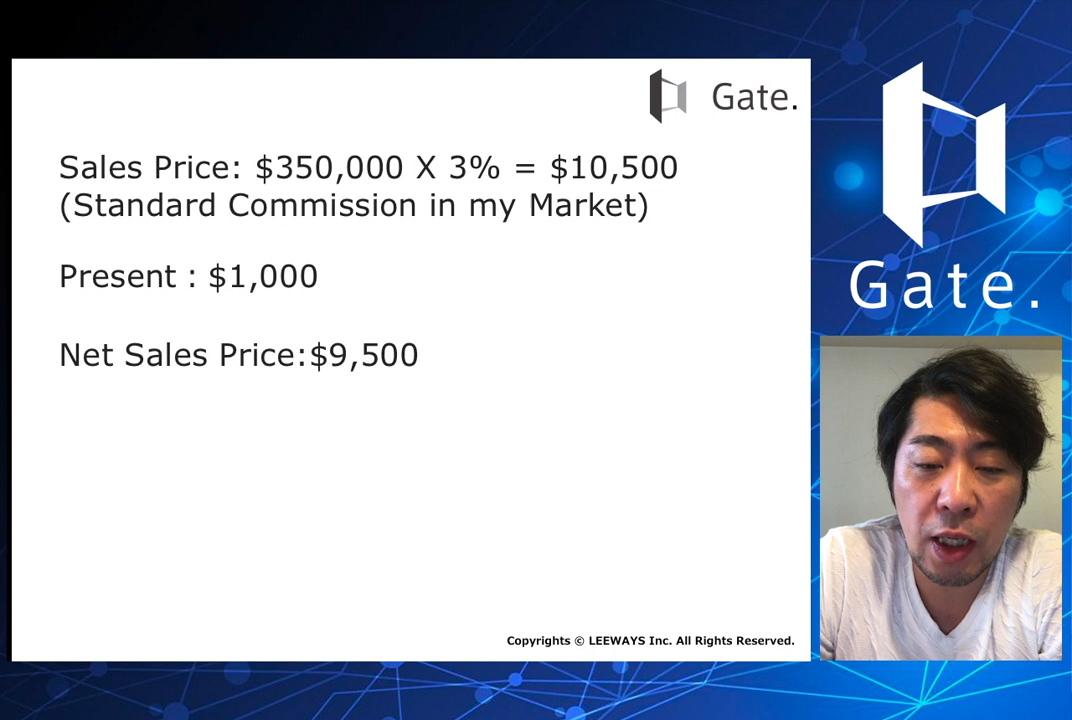 Gate.
Sales Price: $350,000 X 3% = $10,500
(Standard Commission in my Market)
Present : $1,000
Net Sales Price:$9,500
Copyrights © LEEWAYS Inc. All Rights Reserved.
Gate.